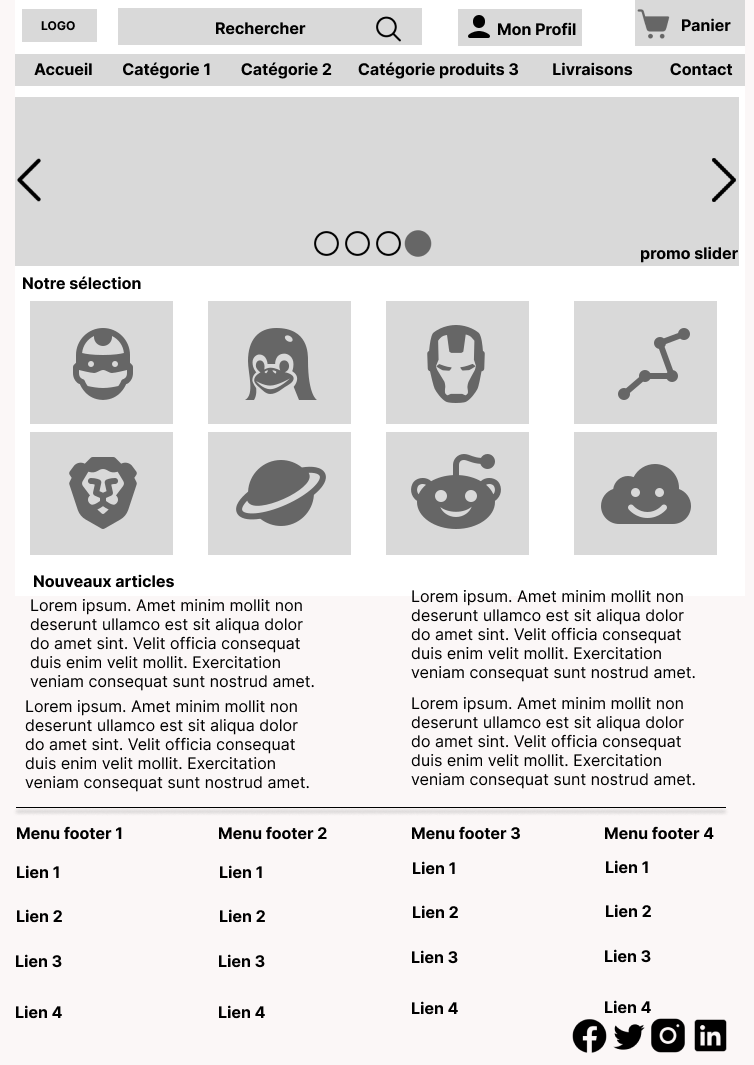 LOGO
Rechercher
Mon Profil
Panier
Accueil
Catégorie 1
Catégorie 2
Catégorie produits 3
Livraisons
Contact
promo slider
Notre sélection
Nouveaux articles
Lorem ipsum. Amet minim mollit non
deserunt ullamco est sit aliqua dolor
do amet sint. Velit officia consequat
duis enim velit mollit. Exercitation
veniam consequat sunt nostrud amet.
Lorem ipsum. Amet minim mollit non
deserunt ullamco est sit aliqua dolor
do amet sint. Velit officia consequat
duis enim velit mollit. Exercitation
veniam consequat sunt nostrud amet.
Lorem ipsum. Amet minim mollit non
deserunt ullamco est sit aliqua dolor
do amet sint. Velit officia consequat
duis enim velit mollit. Exercitation
veniam consequat sunt nostrud amet.
Lorem ipsum. Amet minim mollit non
deserunt ullamco est sit aliqua dolor
do amet sint. Velit officia consequat
duis enim velit mollit. Exercitation
veniam consequat sunt nostrud amet.
Menu footer 1
Lien 1
Lien 2
Lien 3
Lien 4
Menu footer 2
Lien 1
Lien 2
Lien 3
Lien 4
Menu footer 3
Lien 1
Lien 2
Lien 3
Lien 4
Menu footer 4
Lien 1
Lien 2
Lien 3
Lien 4